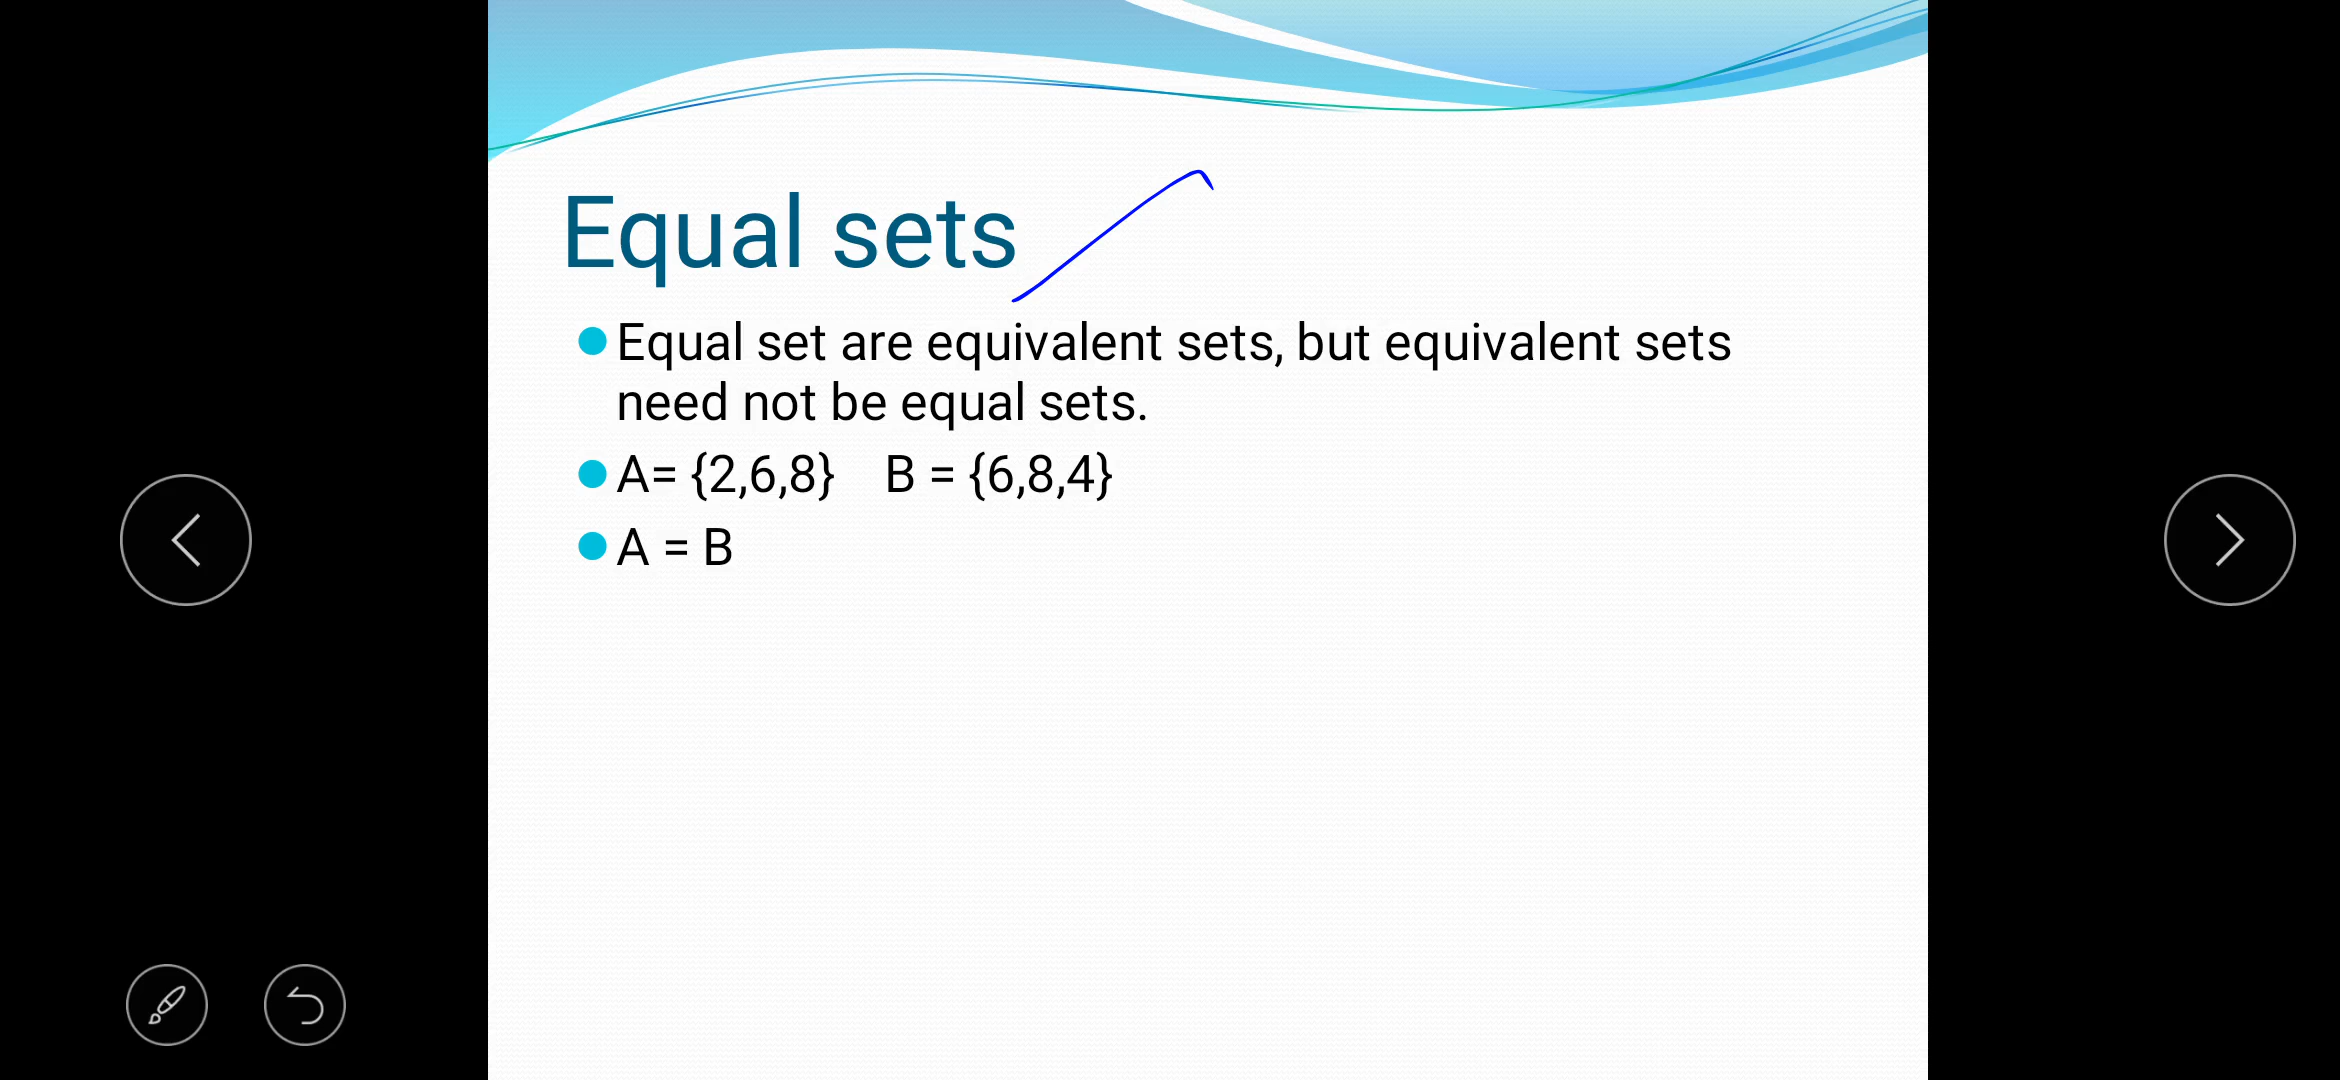 Equal sets
Equal set are equivalent sets, but equivalent sets
need not be equal sets.
A= {2,6,8}    B = {6,8,4}
A = B